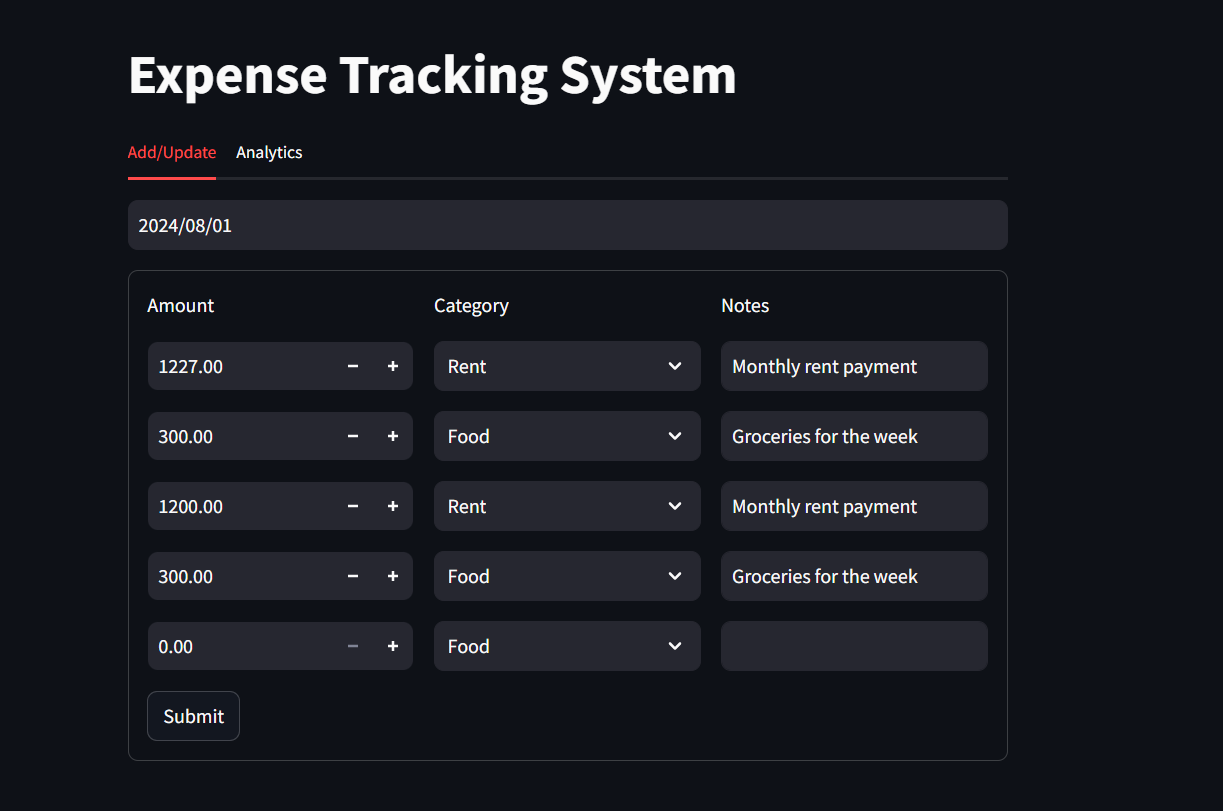 Expense Tracking System
Add/Update Analytics
2024/08/01
Amount Category Notes
1227.00 Rent Monthly rent payment
300.00 Food Groceries for the week
1200.00 Rent Monthly rent payment
300.00 Food Groceries for the week
0.00 Food
Submit